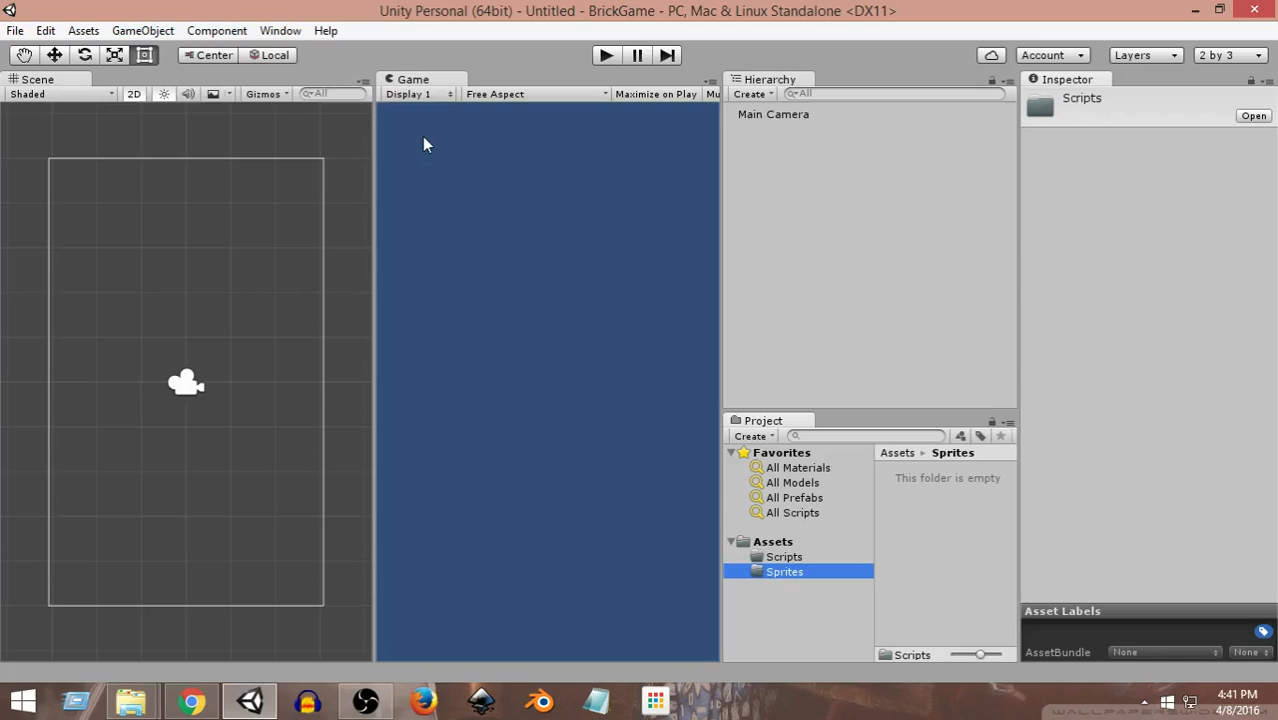 Unity Personal (64bit) - Untitled - BrickGame - PC, Mac & Linux Standalone <DX11>
File Edit Assets GameObject Component Window Help
Center Local Account Layers 2 by 3
Scene Game Hierarchy Inspector
Shaded 2D Gizmos All Display 1 Free Aspect Maximize on Play Mu Create All
Scripts
Open
Main Camera
Project
Create
Favorites
All Materials
All Models
All Prefabs
All Scripts
Assets
Scripts
Sprites
Assets Sprites
This folder is empty
Scripts
Asset Labels
AssetBundle None None
4:41 PM
4/8/2016